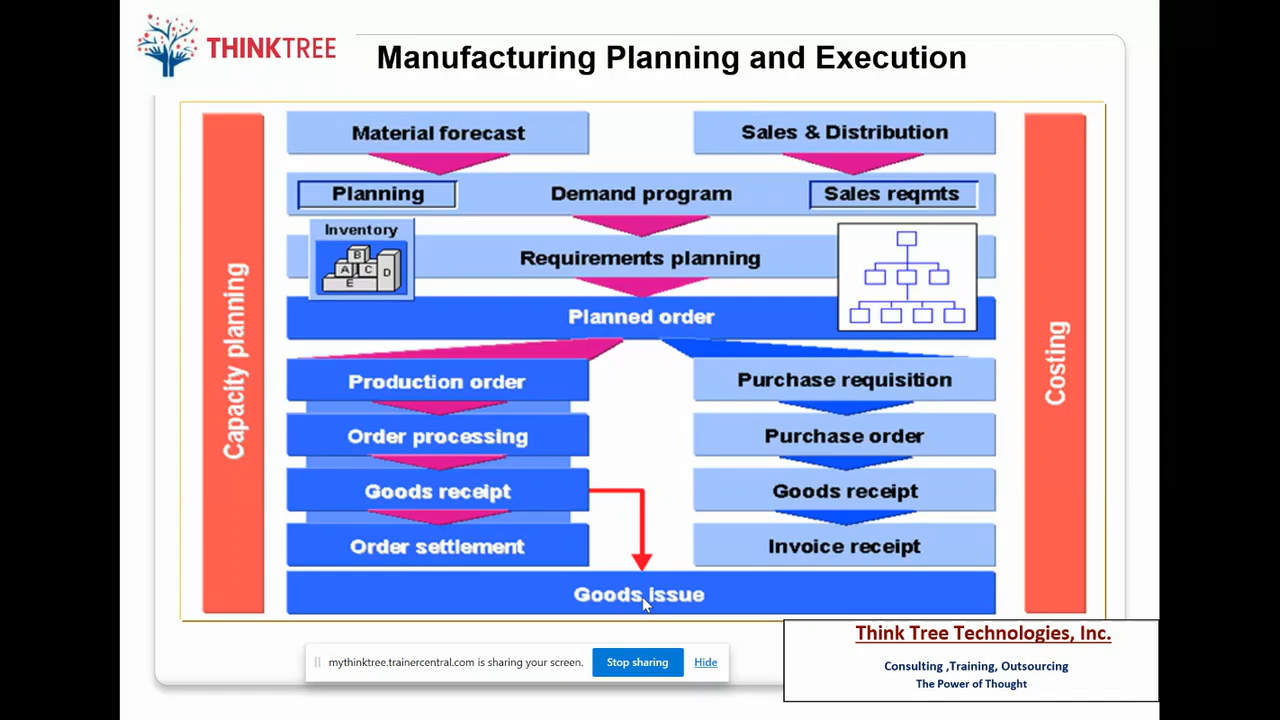 THINKTREE
Manufacturing Planning and Execution
Capacity planning
Costing
Material forecast
Sales & Distribution
Planning
Demand program
Sales reqmts
Inventory
B
A C D
E
Requirements planning
Planned order
Production order
Purchase requisition
Order processing
Purchase order
Goods receipt
Goods receipt
Order settlement
Invoice receipt
Goods issue
mythinktree.trainercentral.com is sharing your screen.
Stop sharing
Hide
Think Tree Technologies, Inc.
Consulting ,Training, Outsourcing
The Power of Thought